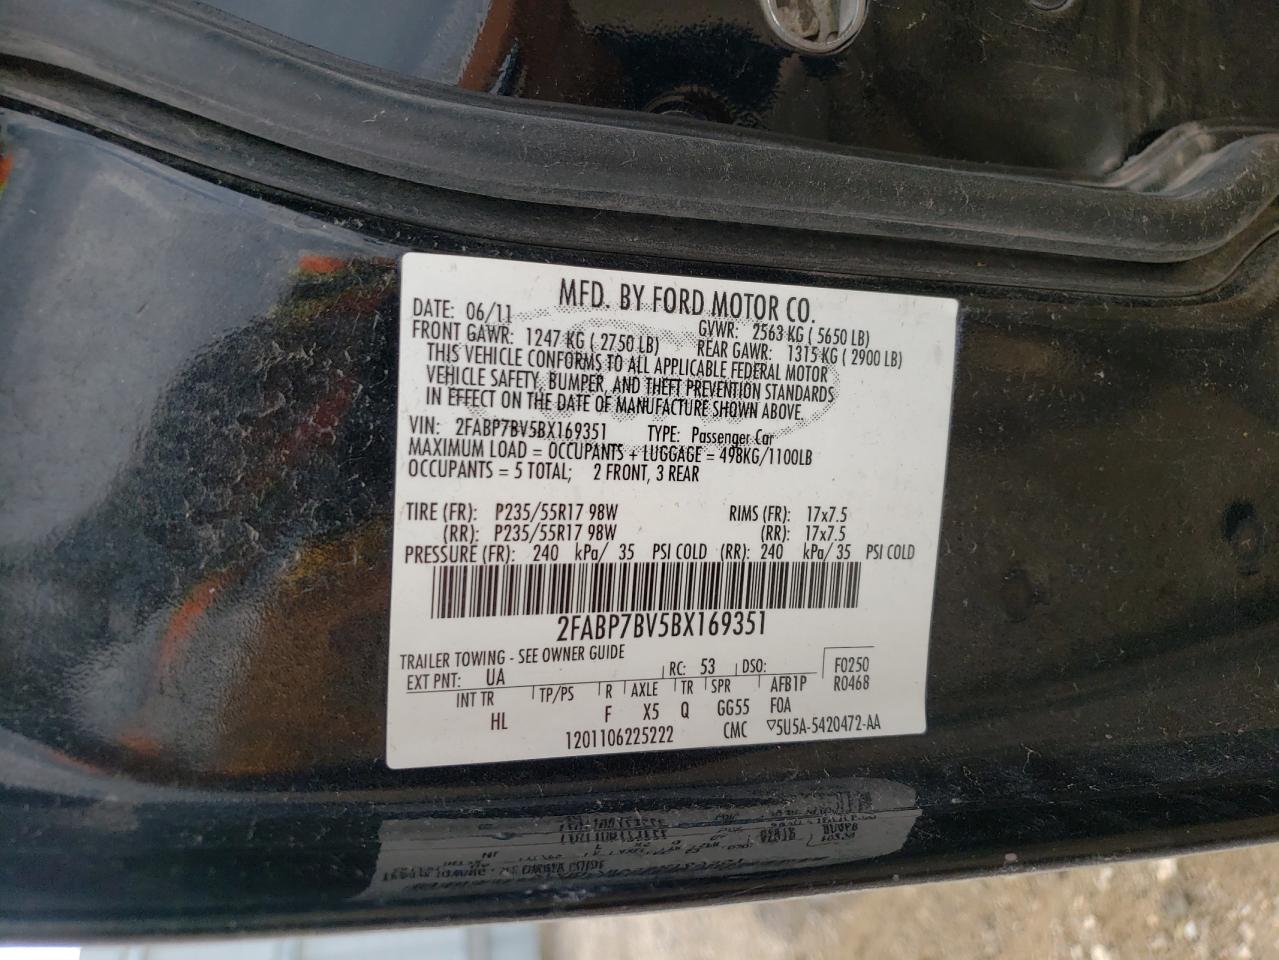 MFD. BY FORD MOTOR CO.
DATE: 06/11 GVWR: 2563 KG ( 5650 LB)
FRONT GAWR: 1247 KG ( 2750 LB) REAR GAWR: 1315 KG ( 2900 LB)
THIS VEHICLE CONFORMS TO ALL APPLICABLE FEDERAL MOTOR
VEHICLE SAFETY, BUMPER, AND THEFT PREVENTION STANDARDS
IN EFFECT ON THE DATE OF MANUFACTURE SHOWN ABOVE.
VIN: 2FABP7BV5BX169351 TYPE: Passenger Car
MAXIMUM LOAD = OCCUPANTS + LUGGAGE = 498KG/1100LB
OCCUPANTS = 5 TOTAL; 2 FRONT, 3 REAR
TIRE (FR): P235/55R17 98W RIMS (FR): 17x7.5
(RR): P235/55R17 98W (RR): 17x7.5
PRESSURE (FR): 240 kPa/ 35 PSI COLD (RR): 240 kPa/ 35 PSI COLD
2FABP7BV5BX169351
TRAILER TOWING - SEE OWNER GUIDE
EXT PNT: UA RC: 53 DSO: F0250
R0468
INT TR TP/PS R AXLE TR SPR AFB1P
HL F X5 Q GG55 F0A
1201106225222 CMC ▽5U5A-5420472-AA